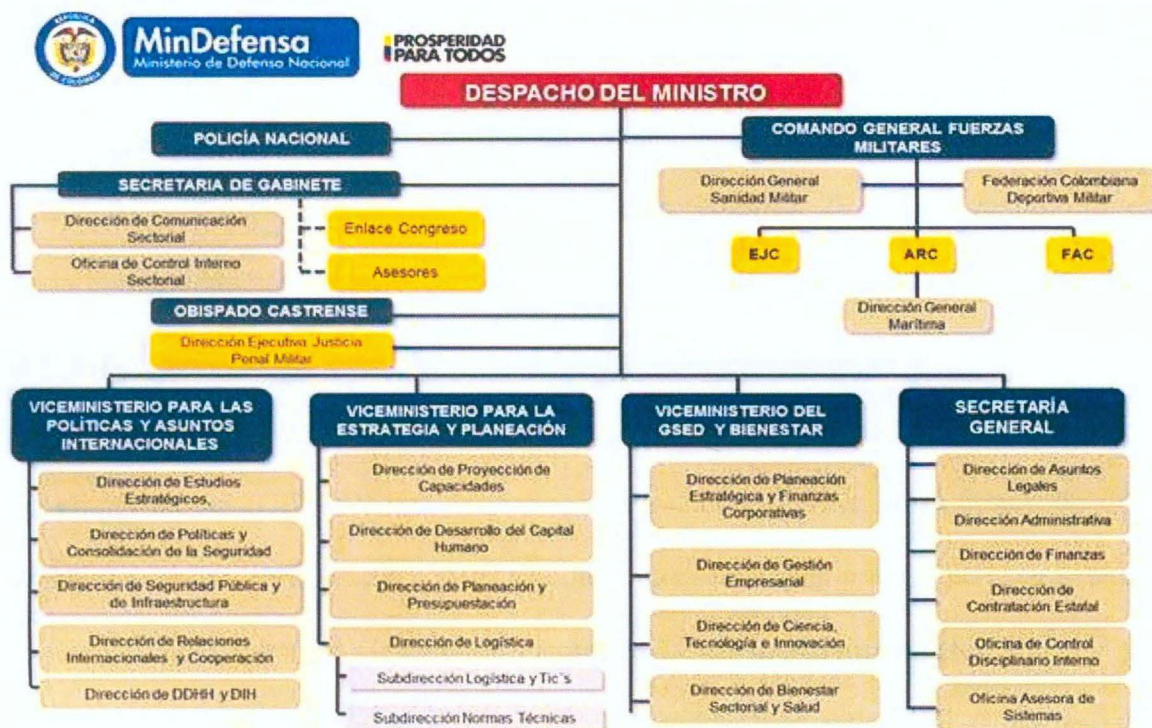 REPÚBLICA
DE COLOMBIA
MinDefensa
Ministerio de Defensa Nacional
PROSPERIDAD
PARA TODOS
DESPACHO DEL MINISTRO
POLICÍA NACIONAL
COMANDO GENERAL FUERZAS
MILITARES
SECRETARIA DE GABINETE
Dirección General
Sanidad Militar
Federación Colombiana
Deportiva Militar
Dirección de Comunicación
Sectorial
Enlace Congreso
Oficina de Control Interno
Sectorial
Asesores
EJC
ARC
FAC
OBISPADO CASTRENSE
Dirección General
Marítima
Dirección Ejecutiva Justicia
Penal Militar
VICEMINISTERIO PARA LAS
POLÍTICAS Y ASUNTOS
INTERNACIONALES
Dirección de Estudios
Estratégicos,
Dirección de Políticas y
Consolidación de la Seguridad
Dirección de Seguridad Pública y
de Infraestructura
Dirección de Relaciones
Internacionales y Cooperación
Dirección de DDHH y DIH
VICEMINISTERIO PARA LA
ESTRATEGIA Y PLANEACIÓN
Dirección de Proyección de
Capacidades
Dirección de Desarrollo del Capital
Humano
Dirección de Planeación y
Presupuestación
Dirección de Logística
Subdirección Logística y Tic´s
Subdirección Normas Técnicas
VICEMINISTERIO DEL
GSED Y BIENESTAR
Dirección de Planeación
Estratégica y Finanzas
Corporativas
Dirección de Gestión
Empresarial
Dirección de Ciencia,
Tecnología e Innovación
Dirección de Bienestar
Sectorial y Salud
SECRETARÍA
GENERAL
Dirección de Asuntos
Legales
Dirección Administrativa
Dirección de Finanzas
Dirección de
Contratación Estatal
Oficina de Control
Disciplinario Interno
Oficina Asesora de
Sistemas